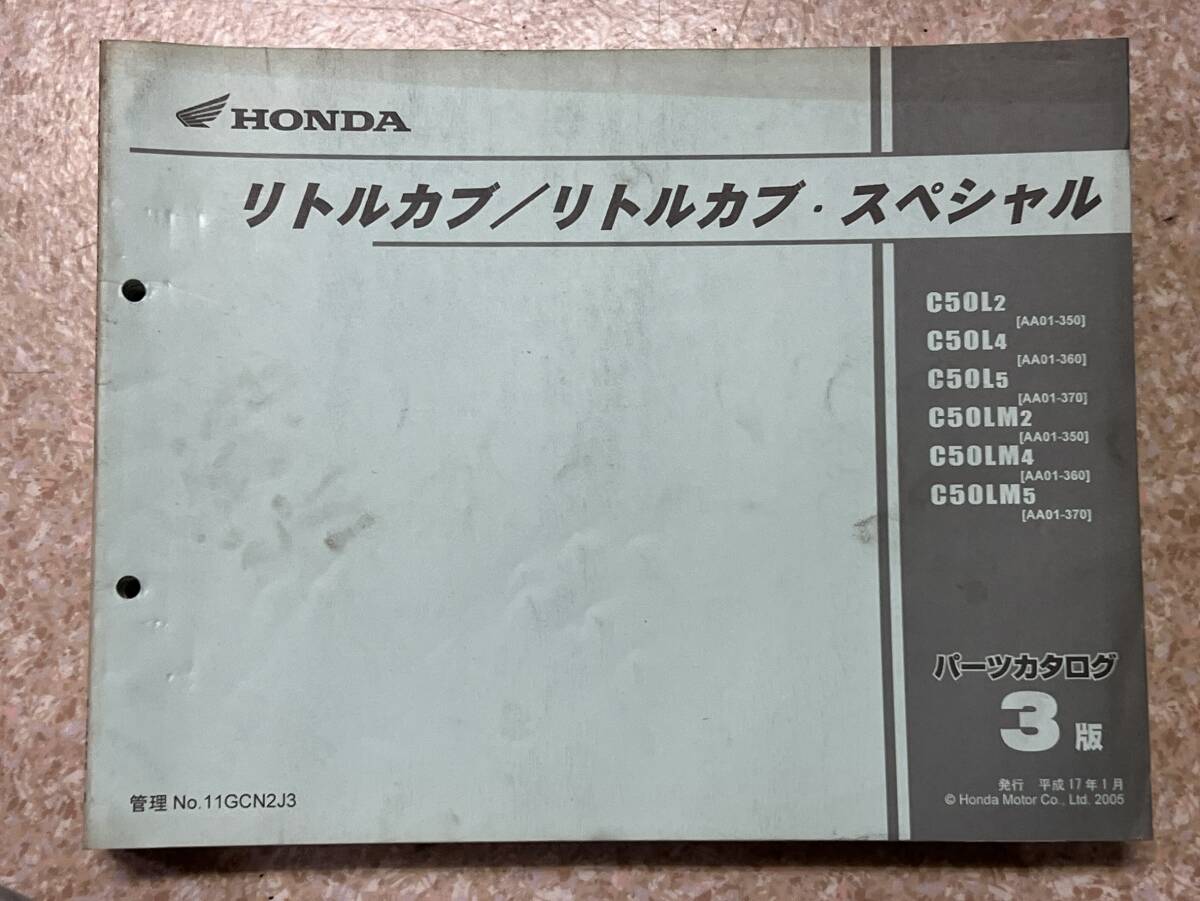 HONDA
リトルカブ／リトルカブ・スペシャル
C50L2
[AA01-350]
C50L4
[AA01-360]
C50L5
[AA01-370]
C50LM2
[AA01-350]
C50LM4
[AA01-360]
C50LM5
[AA01-370]
パーツカタログ
3版
発行 平成17年1月
© Honda Motor Co., Ltd. 2005
管理 No.11GCN2J3